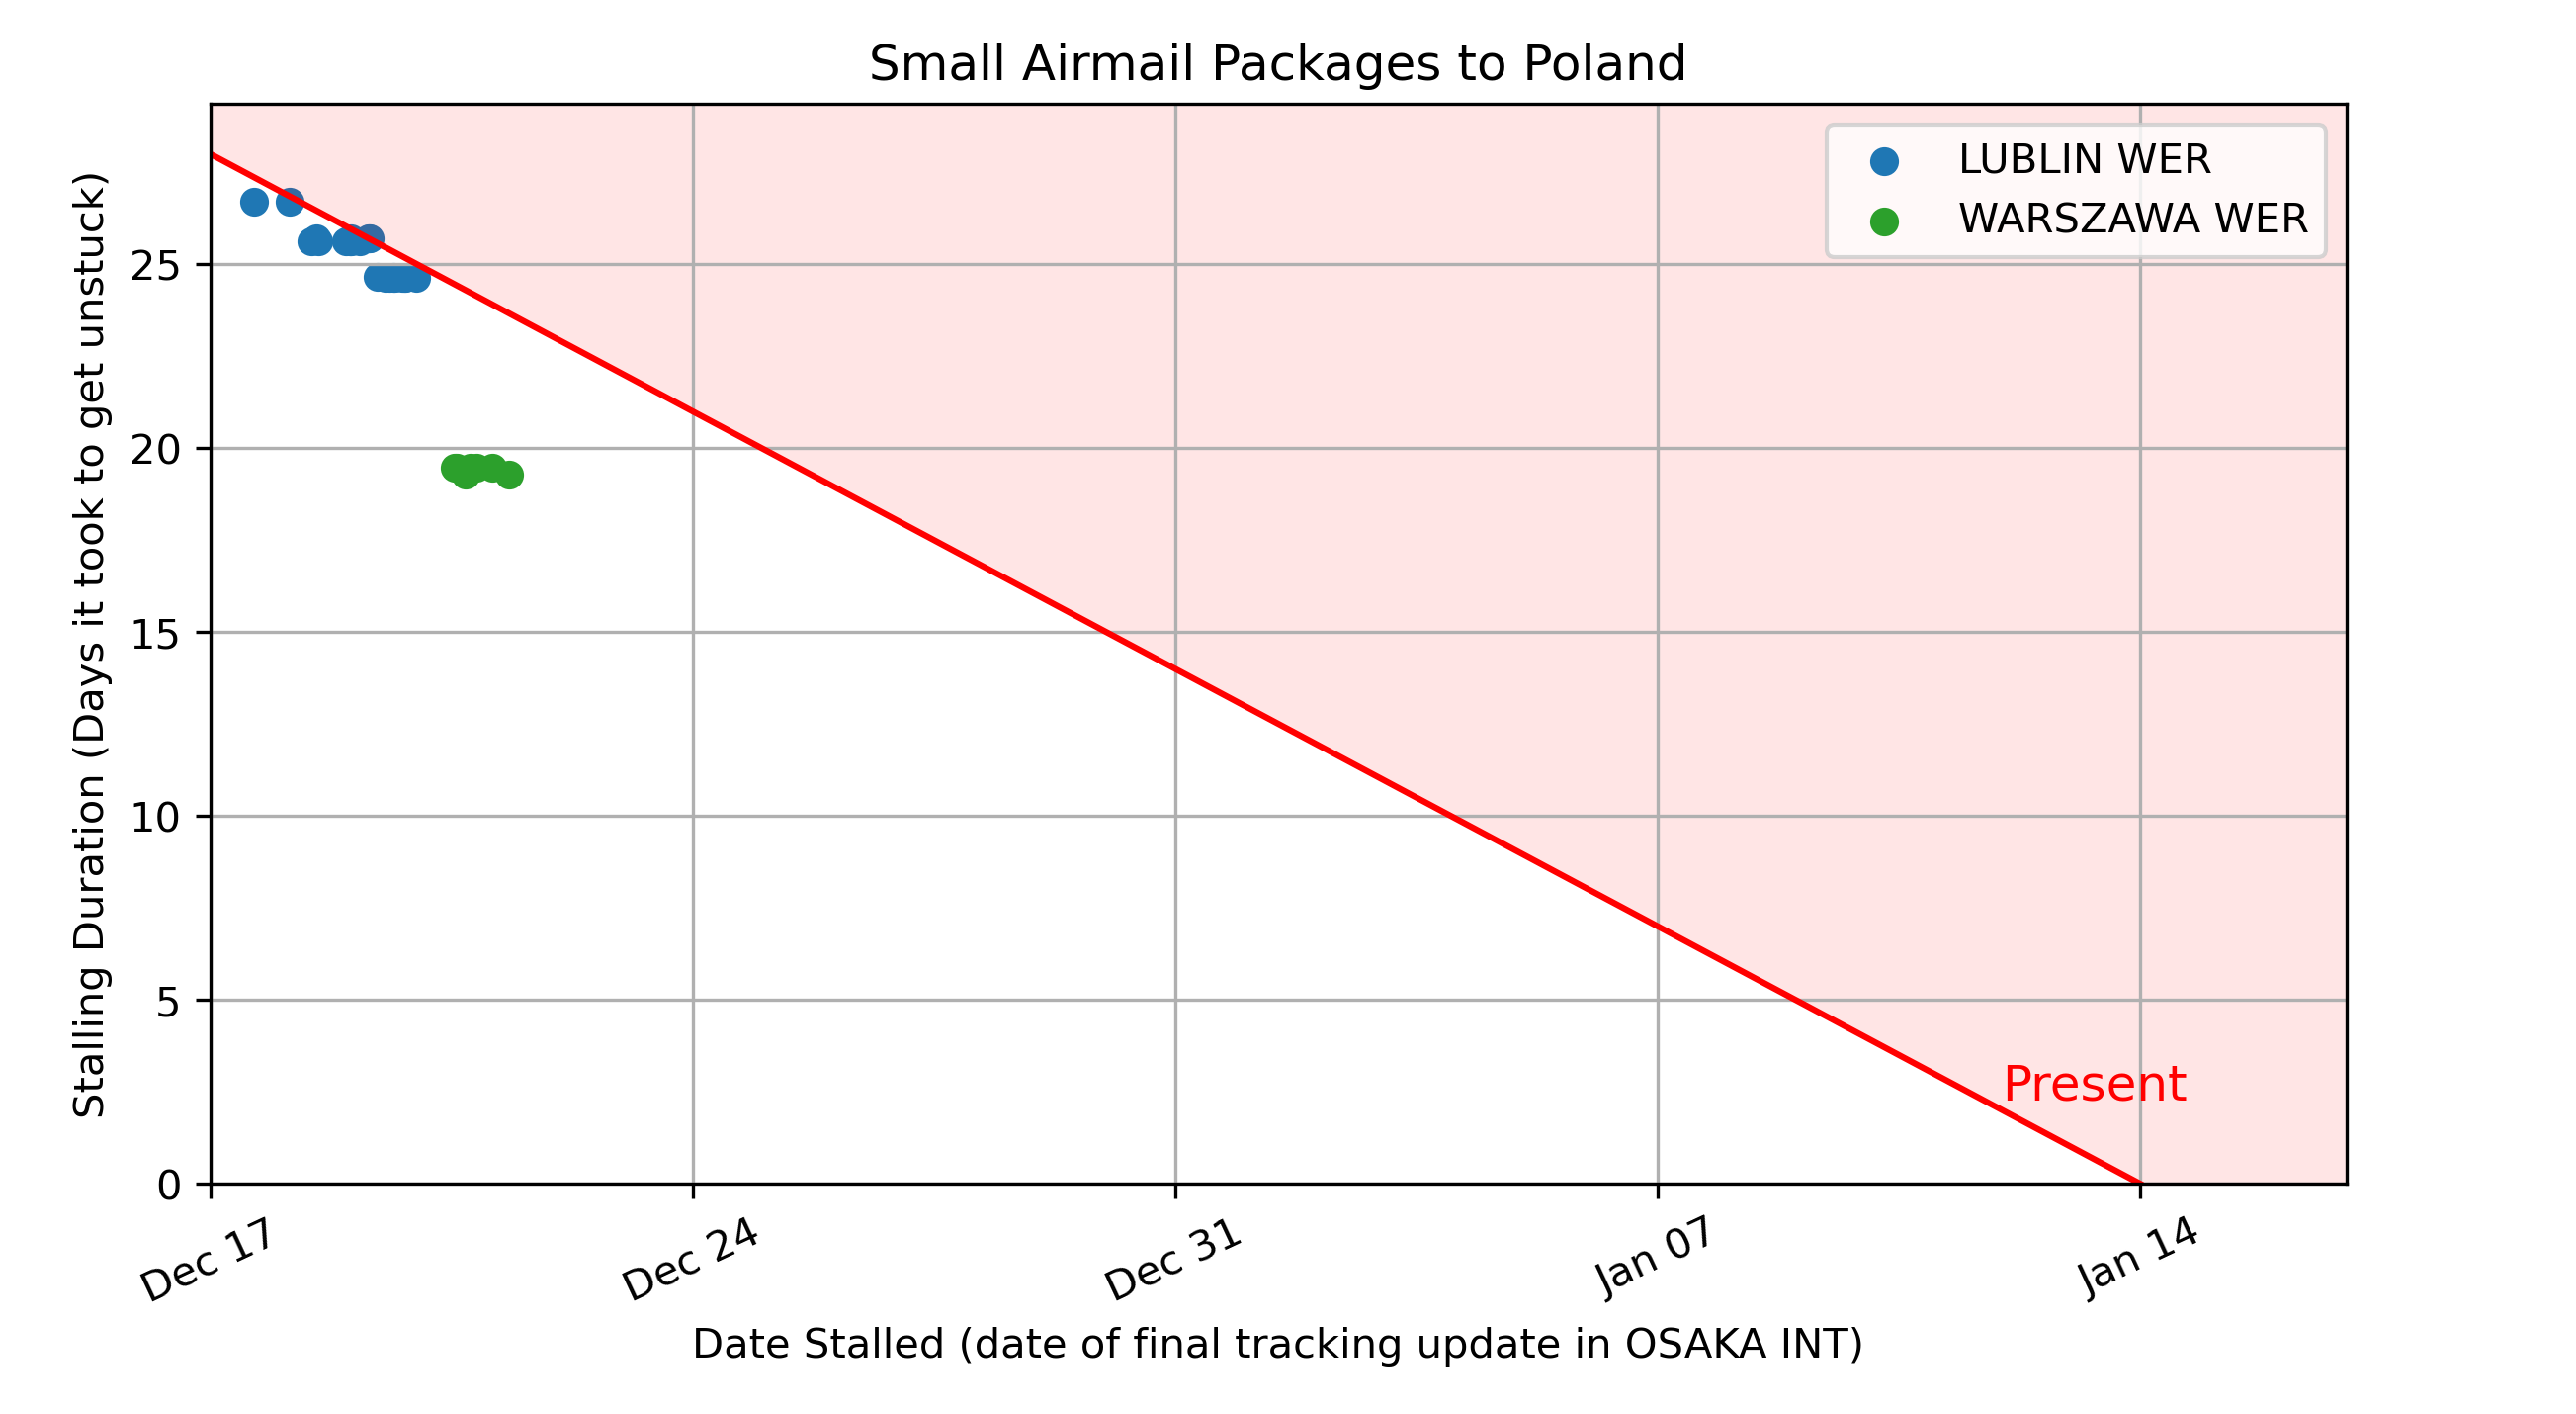 Small Airmail Packages to Poland
LUBLIN WER
WARSZAWA WER
Stalling Duration (Days it took to get unstuck)
25
20
15
10
5
0
Present
Dec 17
Dec 24
Dec 31
Jan 07
Jan 14
Date Stalled (date of final tracking update in OSAKA INT)